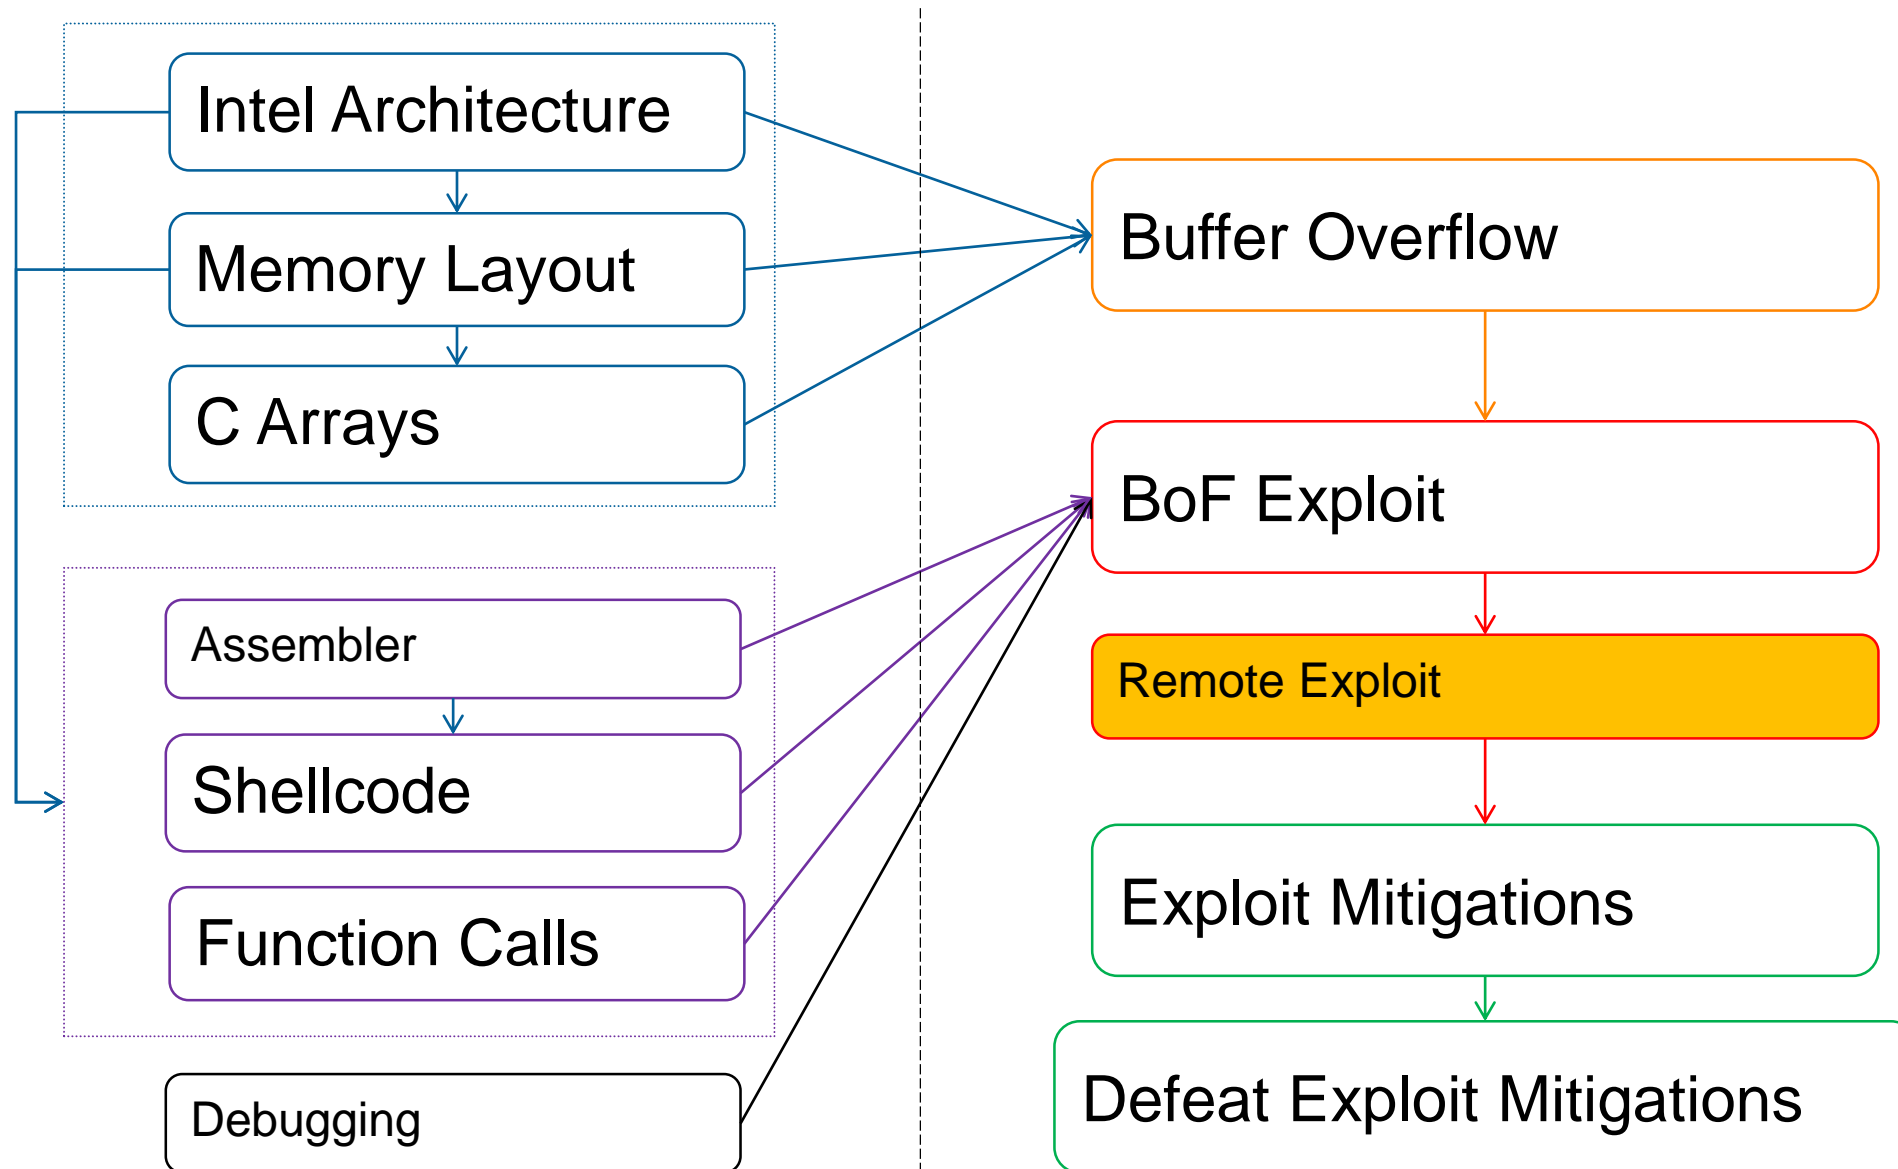 Intel Architecture
Memory Layout
C Arrays
Assembler
Shellcode
Function Calls
Debugging
Buffer Overflow
BoF Exploit
Remote Exploit
Exploit Mitigations
Defeat Exploit Mitigations